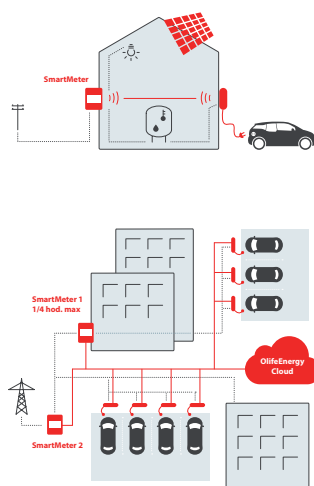 SmartMeter
SmartMeter 1
1/4 hod. max
OlifeEnergy
Cloud
SmartMeter 2